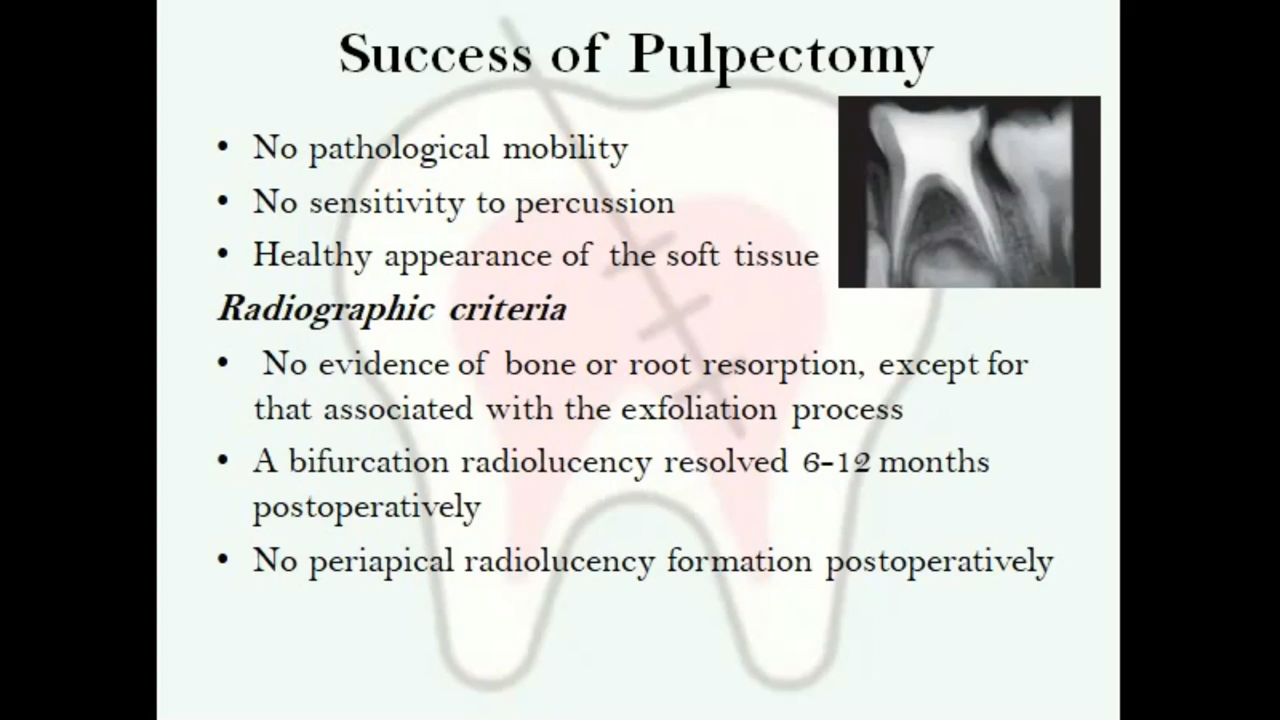 Success of Pulpectomy
• No pathological mobility
• No sensitivity to percussion
• Healthy appearance of the soft tissue
Radiographic criteria
• No evidence of bone or root resorption, except for
that associated with the exfoliation process
• A bifurcation radiolucency resolved 6-12 months
postoperatively
• No periapical radiolucency formation postoperatively